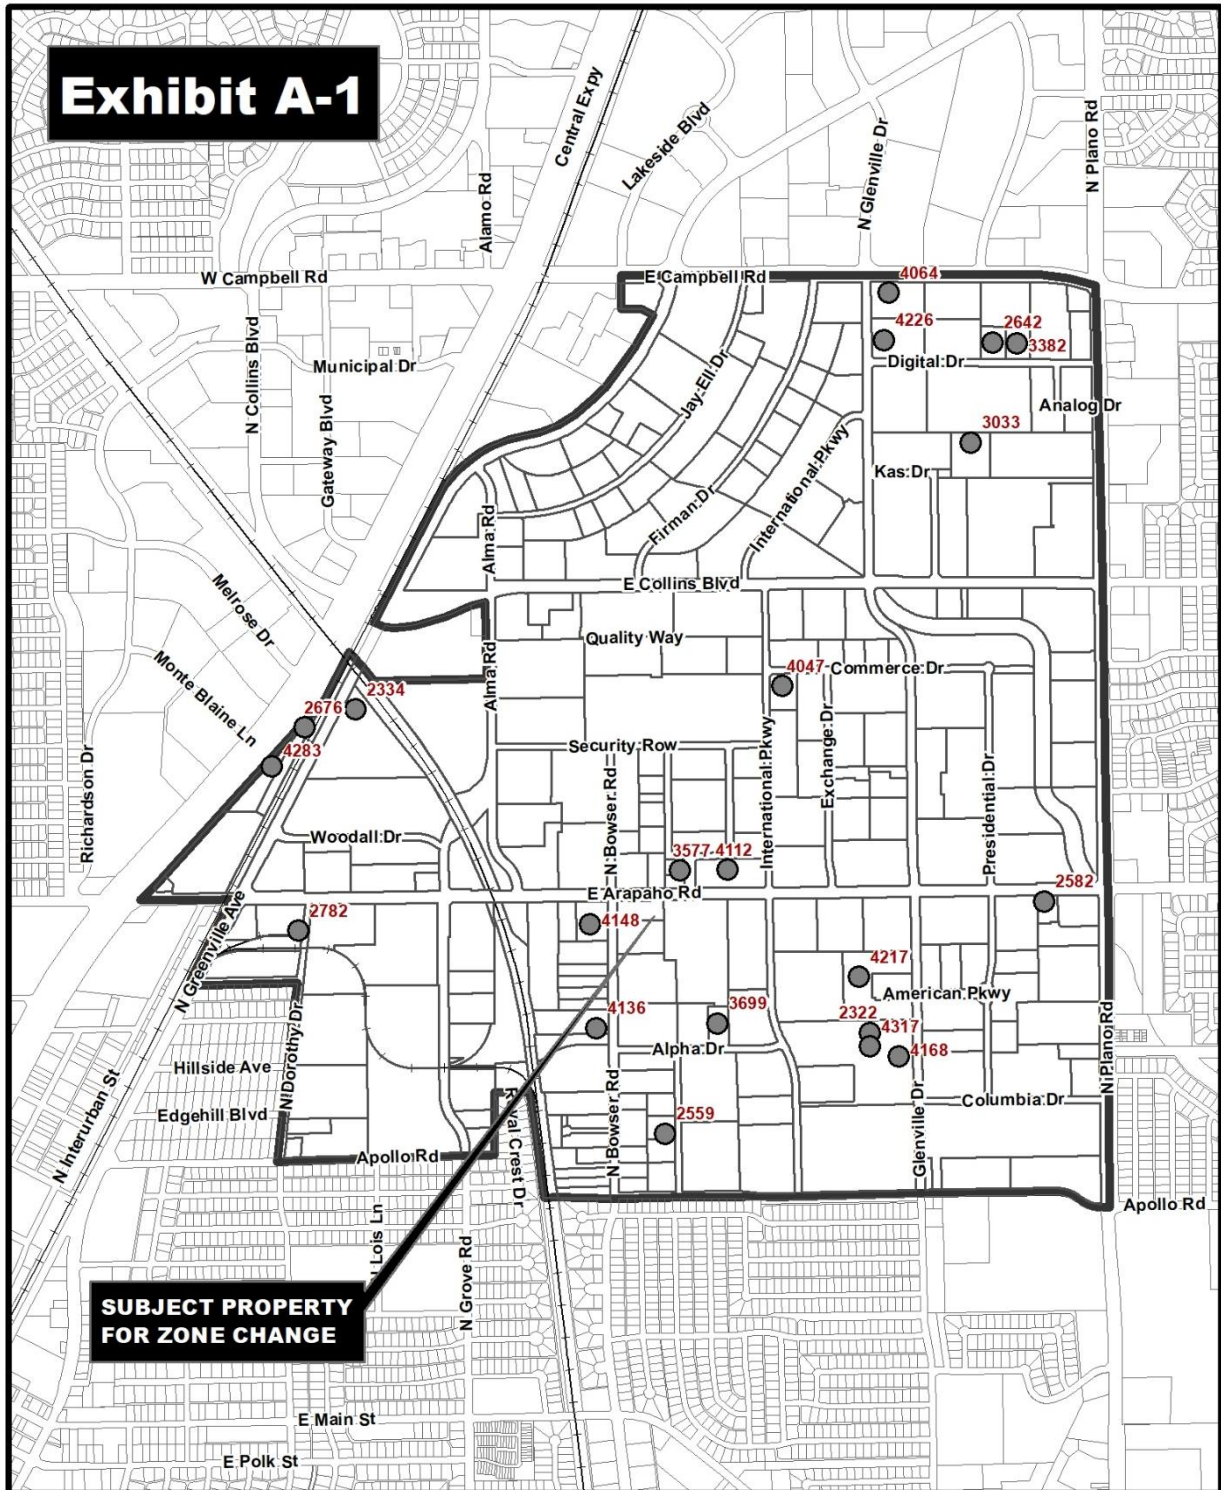 Exhibit A-1
Central Expy
Lakeside Blvd
N Glenville Dr
N Plano Rd
Alamo Rd
W Campbell Rd
E Campbell Rd
4064
4226
2642
3382
Digital Dr
N Collins Blvd
Municipal Dr
Gateway Blvd
Jay-Ell Dr
Analog Dr
3033
Kas Dr
International Pkwy
Firman Dr
Alma Rd
E Collins Blvd
Melrose Dr
Quality Way
Monte Blaine Ln
Alma Rd
4047
Commerce Dr
2334
2676
4283
Security Row
Richardson Dr
N Bowser Rd
International Pkwy
Exchange Dr
Presidential Dr
Woodall Dr
3577
4112
E Arapaho Rd
2582
N Greenville Ave
2782
4148
4217
American Pkwy
4136
3699
2322
4317
4168
Alpha Dr
N Plano Rd
Hillside Ave
N Dorothy Dr
Edgehill Blvd
N Interurban St
Columbia Dr
Glenville Dr
2559
N Bowser Rd
Apollo Rd
Apollo Rd
Lois Ln
N Grove Rd
SUBJECT PROPERTY
FOR ZONE CHANGE
E Main St
E Polk St